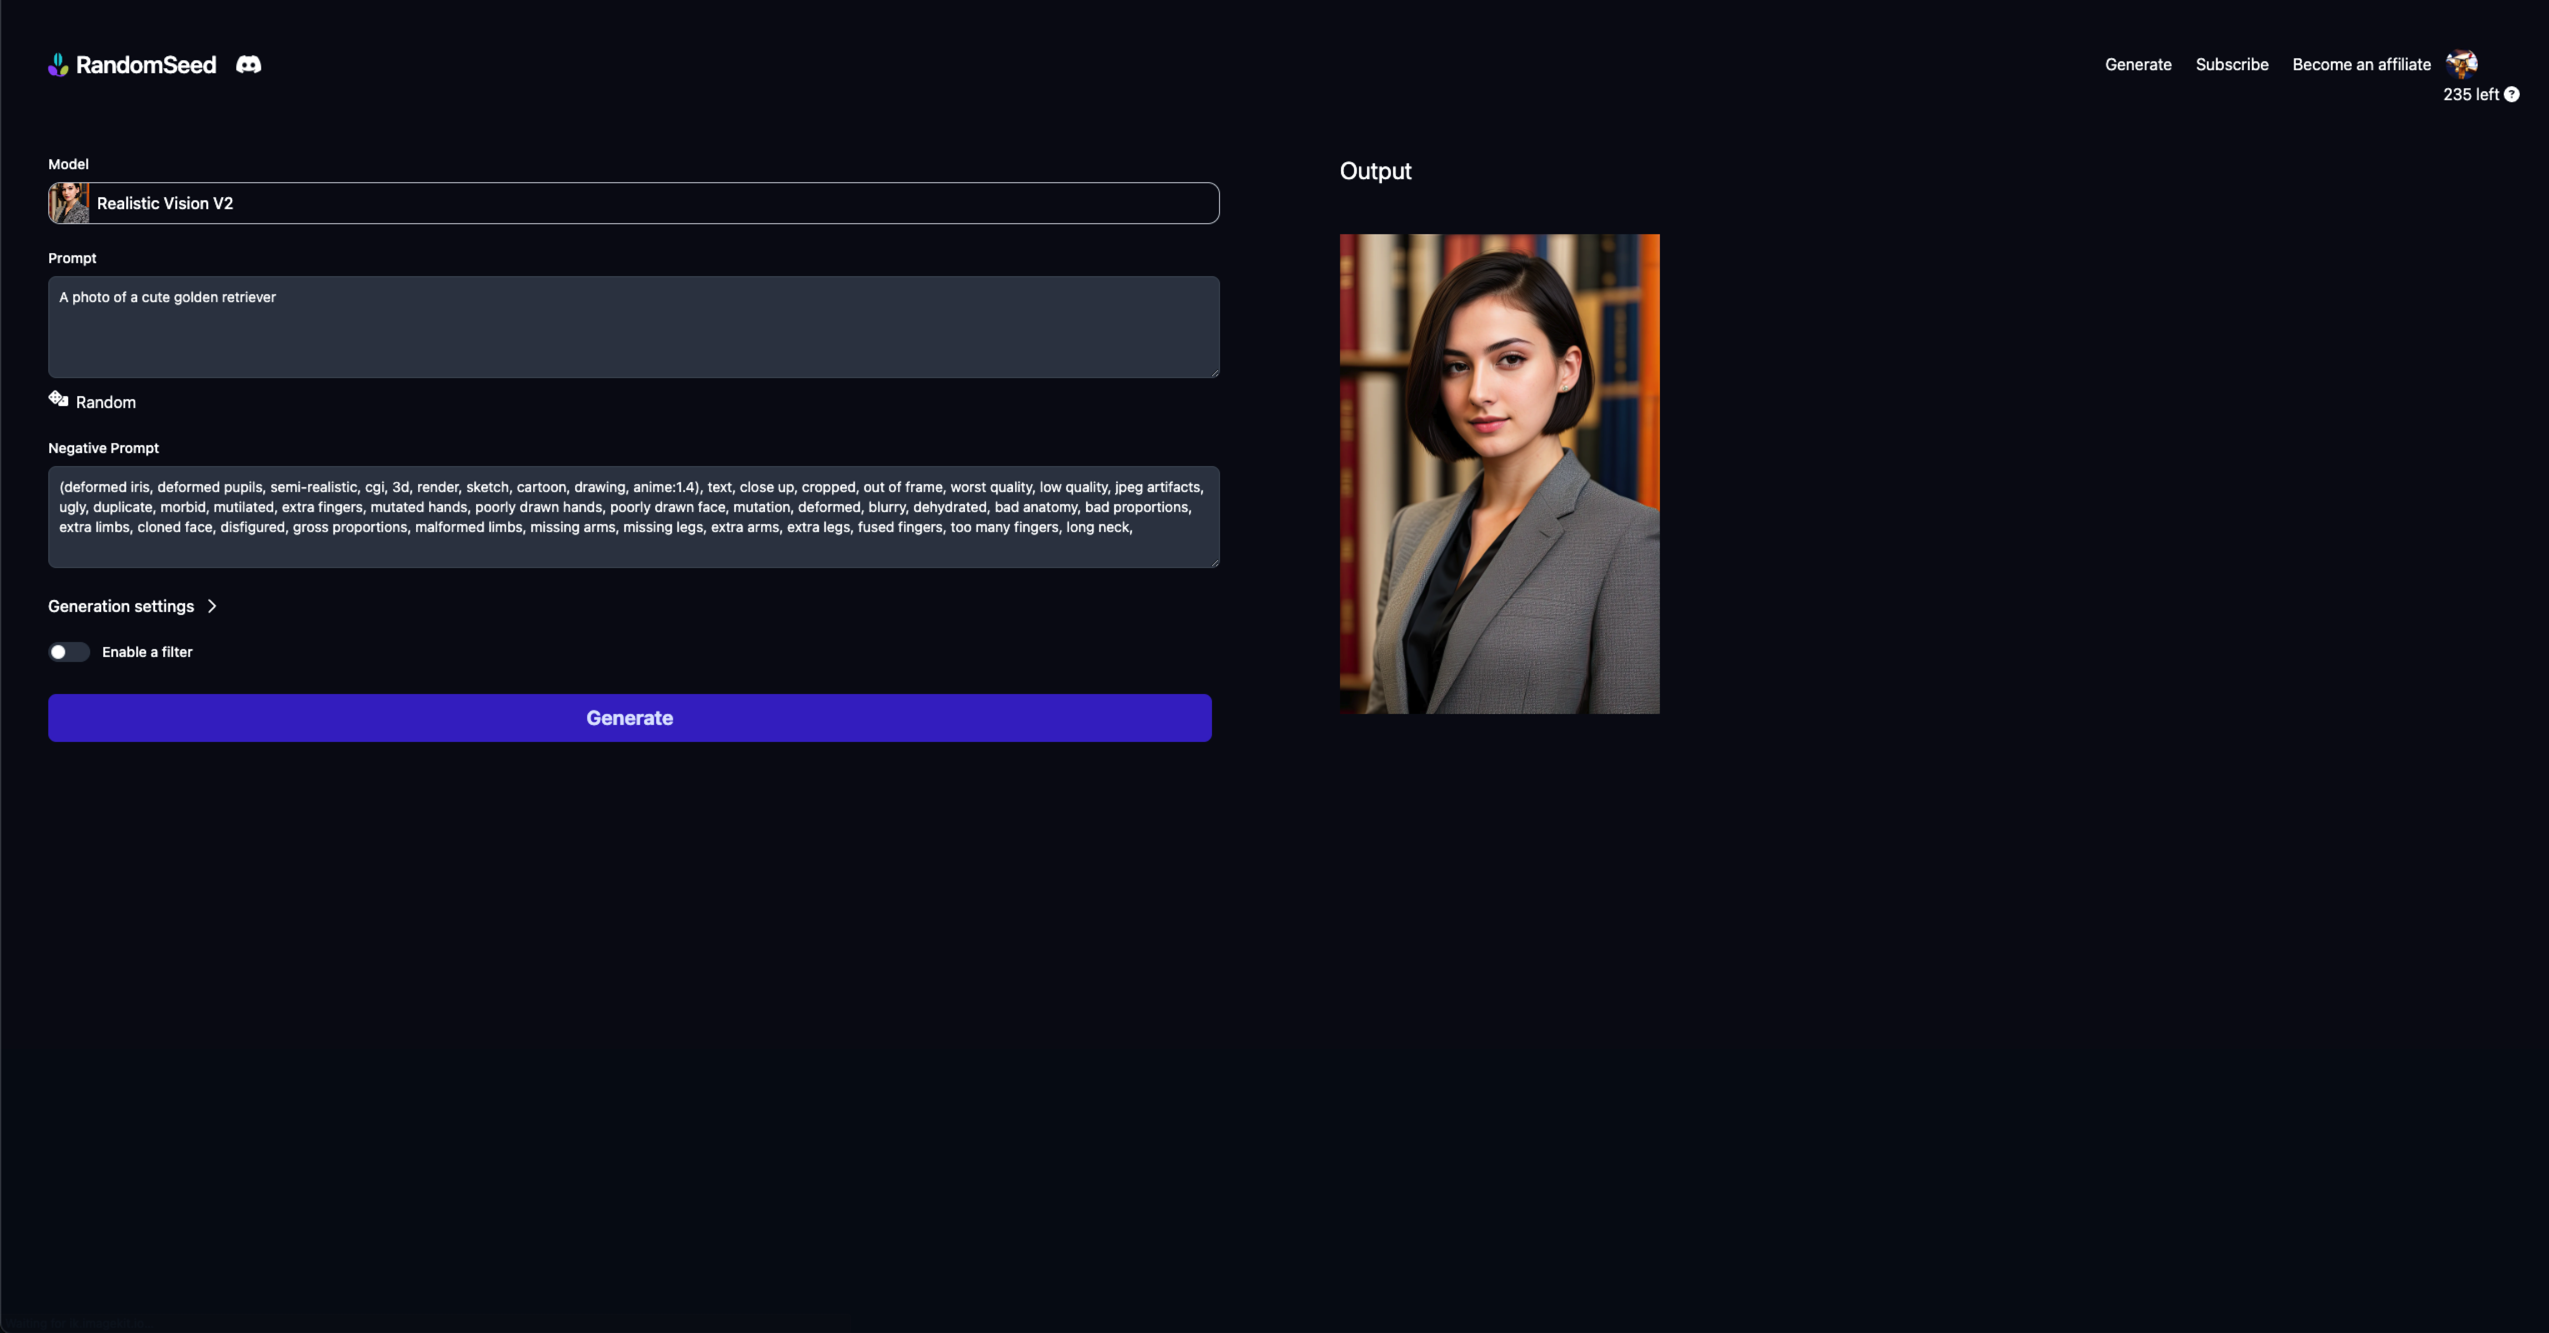 RandomSeed
Generate Subscribe Become an affiliate
235 left ?
Model
Realistic Vision V2
Prompt
A photo of a cute golden retriever
Random
Negative Prompt
(deformed iris, deformed pupils, semi-realistic, cgi, 3d, render, sketch, cartoon, drawing, anime:1.4), text, close up, cropped, out of frame, worst quality, low quality, jpeg artifacts,
ugly, duplicate, morbid, mutilated, extra fingers, mutated hands, poorly drawn hands, poorly drawn face, mutation, deformed, blurry, dehydrated, bad anatomy, bad proportions,
extra limbs, cloned face, disfigured, gross proportions, malformed limbs, missing arms, missing legs, extra arms, extra legs, fused fingers, too many fingers, long neck,
Generation settings
Enable a filter
Generate
Output